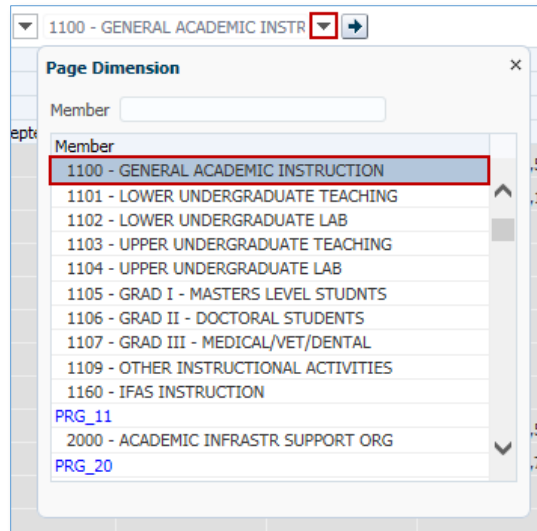 1100 - GENERAL ACADEMIC INSTR
Page Dimension
×
Member
Member
1100 - GENERAL ACADEMIC INSTRUCTION
1101 - LOWER UNDERGRADUATE TEACHING
1102 - LOWER UNDERGRADUATE LAB
1103 - UPPER UNDERGRADUATE TEACHING
1104 - UPPER UNDERGRADUATE LAB
1105 - GRAD I - MASTERS LEVEL STUDNTS
1106 - GRAD II - DOCTORAL STUDENTS
1107 - GRAD III - MEDICAL/VET/DENTAL
1109 - OTHER INSTRUCTIONAL ACTIVITIES
1160 - IFAS INSTRUCTION
PRG_11
2000 - ACADEMIC INFRASTR SUPPORT ORG
PRG_20